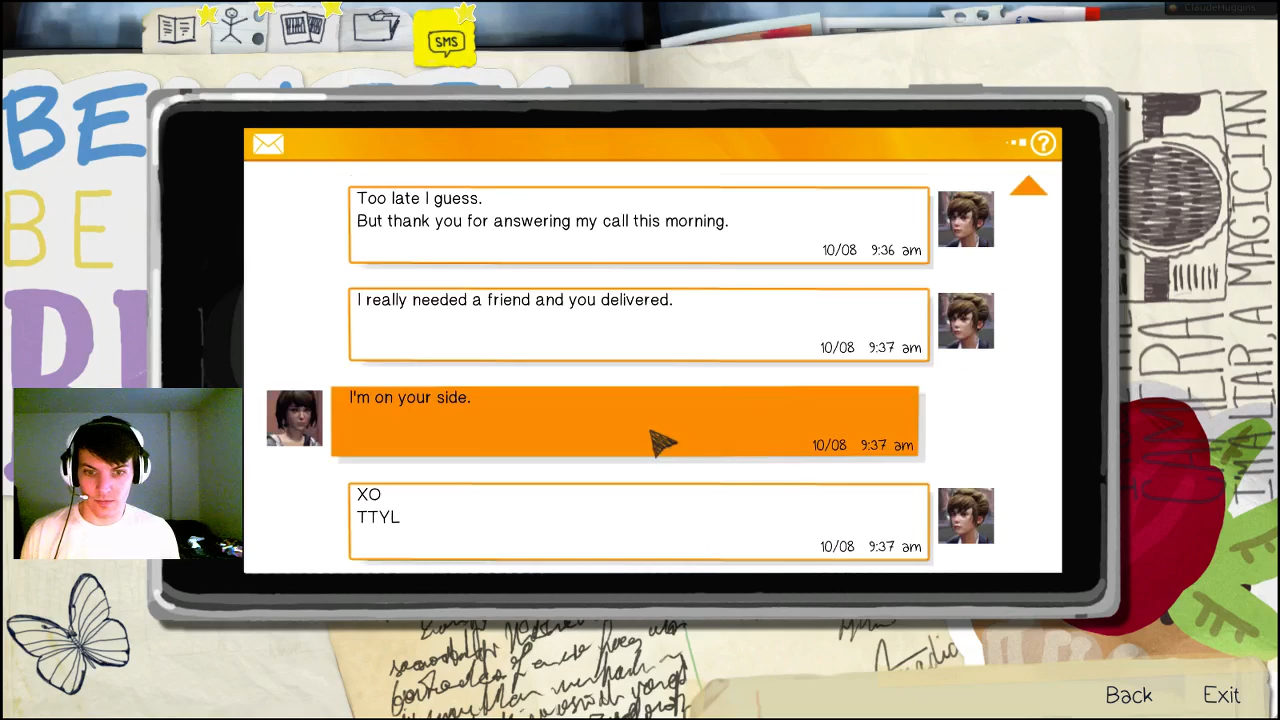 ClaudeHuggins
SMS
BE
BE
Too late I guess.
But thank you for answering my call this morning.
10/08 9:36 am
I really needed a friend and you delivered.
10/08 9:37 am
I'm on your side.
10/08 9:37 am
XO
TTYL
10/08 9:37 am
I'M A LIAR, A MAGICIAN
Back
Exit